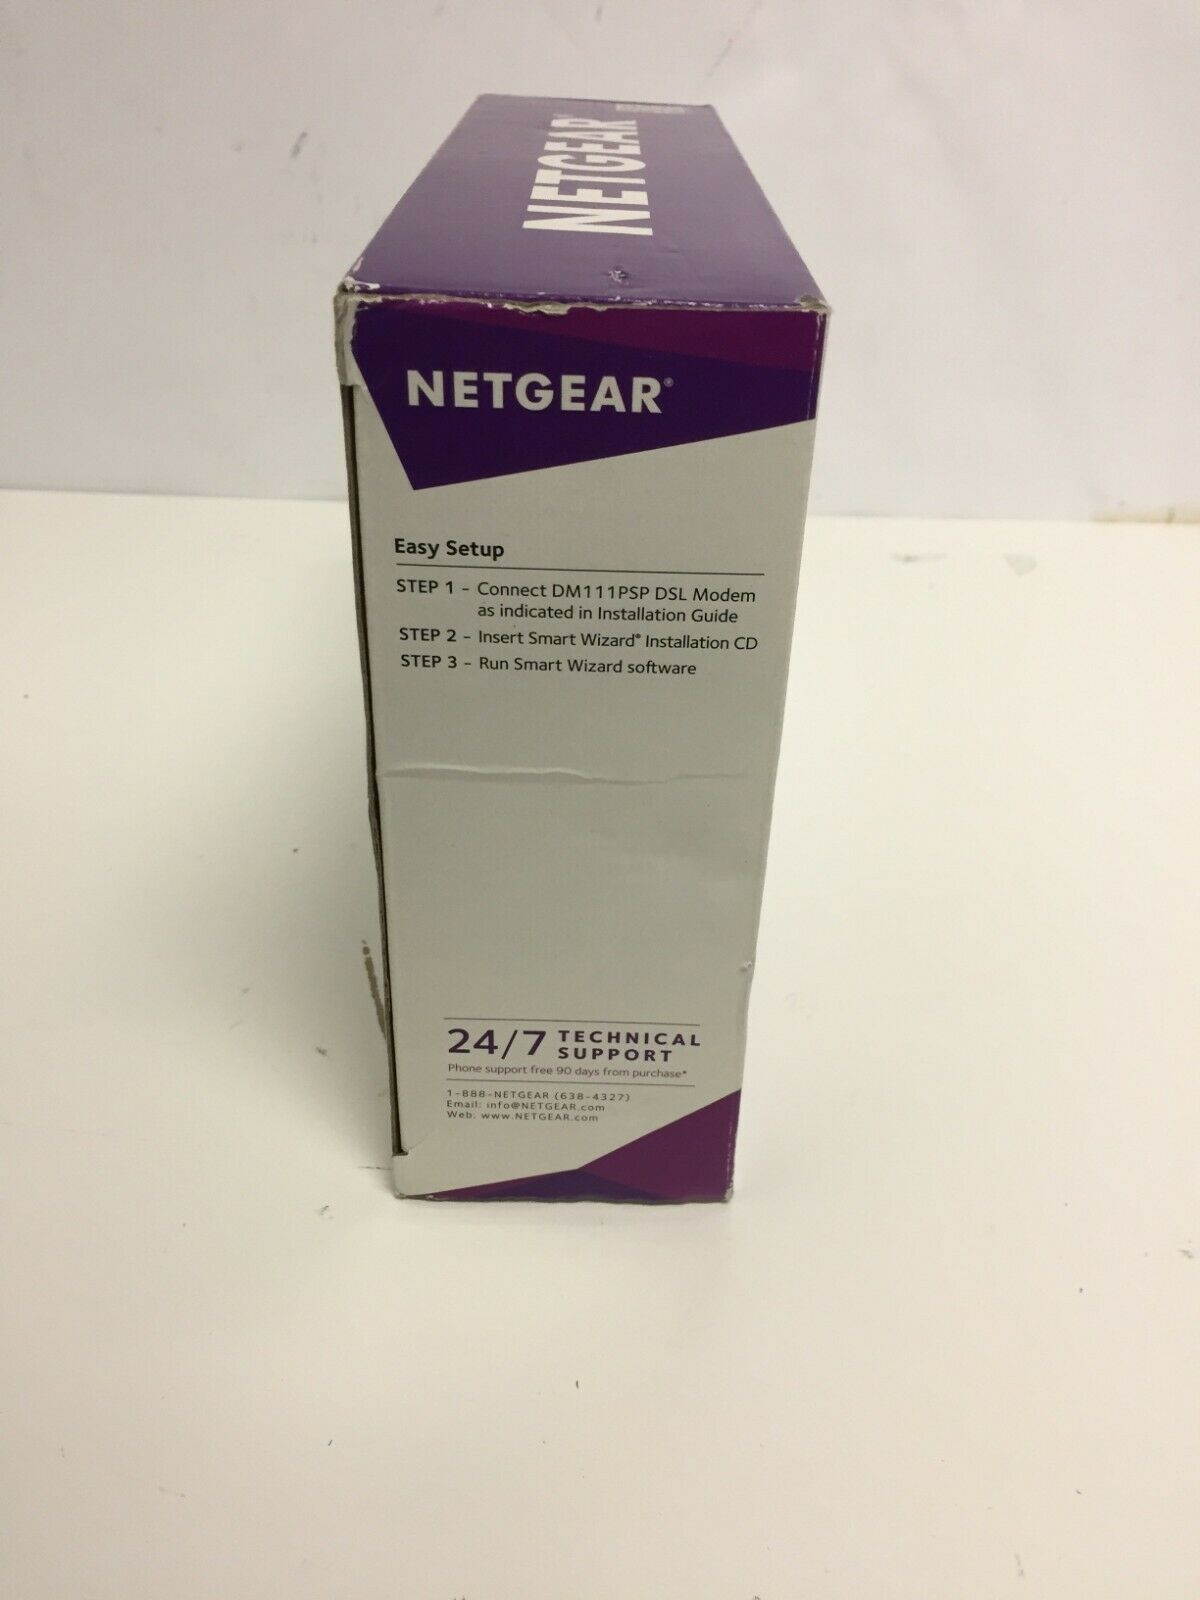 NETGEAR®
NETGEAR®
Easy Setup
STEP 1 – Connect DM111PSP DSL Modem
as indicated in Installation Guide
STEP 2 – Insert Smart Wizard® Installation CD
STEP 3 – Run Smart Wizard software
24/7 TECHNICAL
SUPPORT
Phone support free 90 days from purchase*
1-888-NETGEAR (638-4327)
Email: info@NETGEAR.com
Web: www.NETGEAR.com